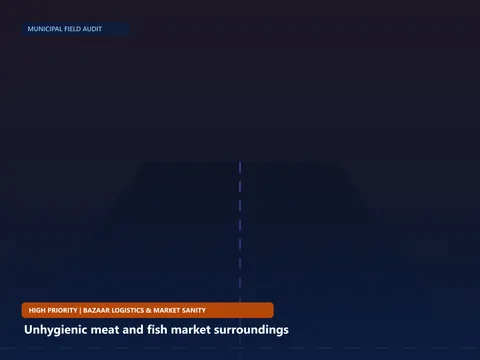 MUNICIPAL FIELD AUDIT
HIGH PRIORITY | BAZAAR LOGISTICS & MARKET SANITY
Unhygienic meat and fish market surroundings